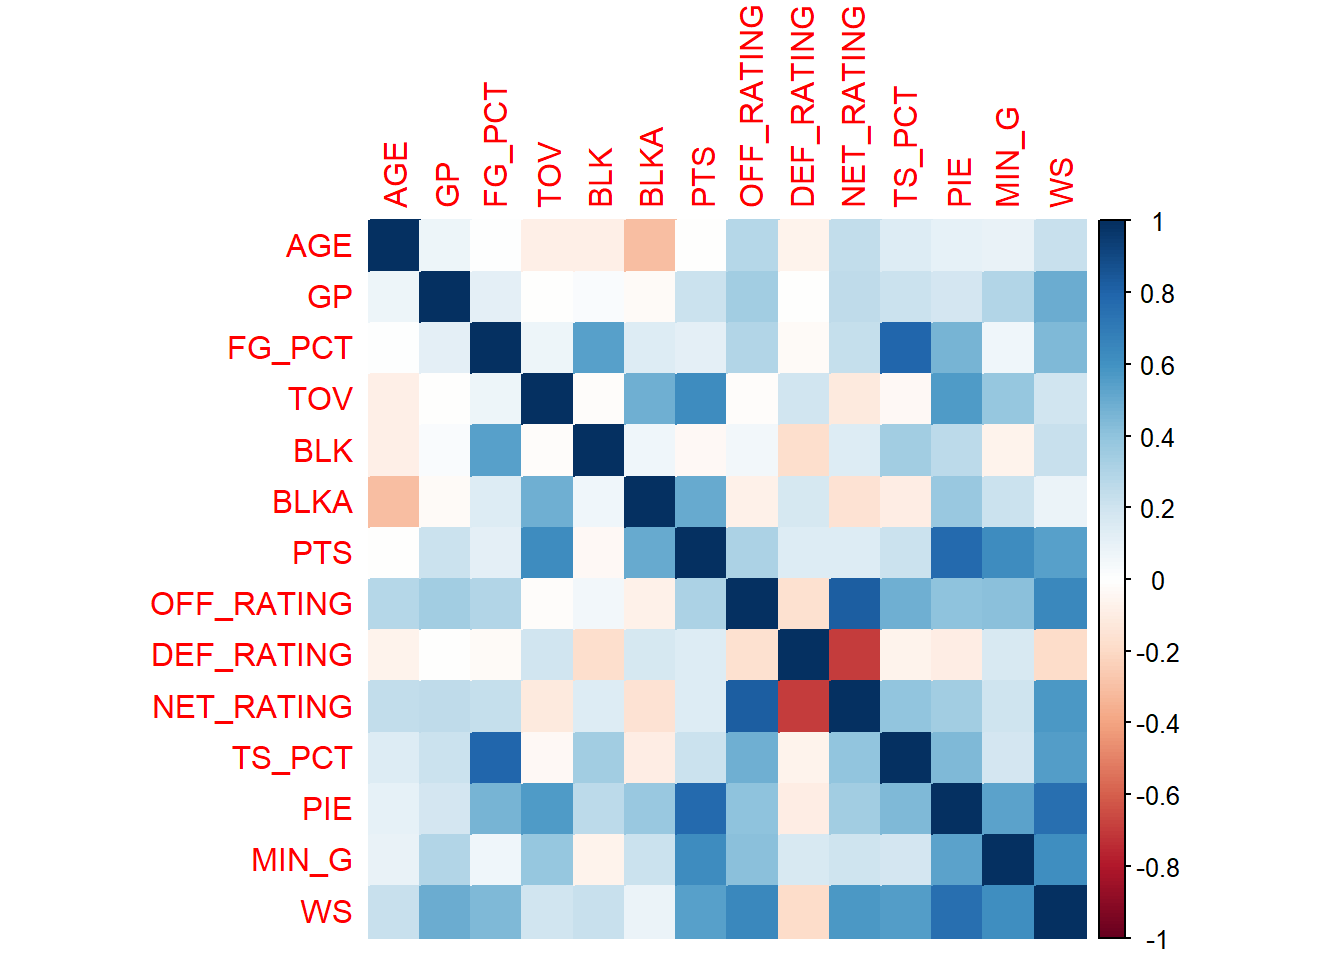 AGE
GP
FG_PCT
TOV
BLK
BLKA
PTS
OFF_RATING
DEF_RATING
NET_RATING
TS_PCT
PIE
MIN_G
WS
AGE
GP
FG_PCT
TOV
BLK
BLKA
PTS
OFF_RATING
DEF_RATING
NET_RATING
TS_PCT
PIE
MIN_G
WS
1
0.8
0.6
0.4
0.2
0
-0.2
-0.4
-0.6
-0.8
-1